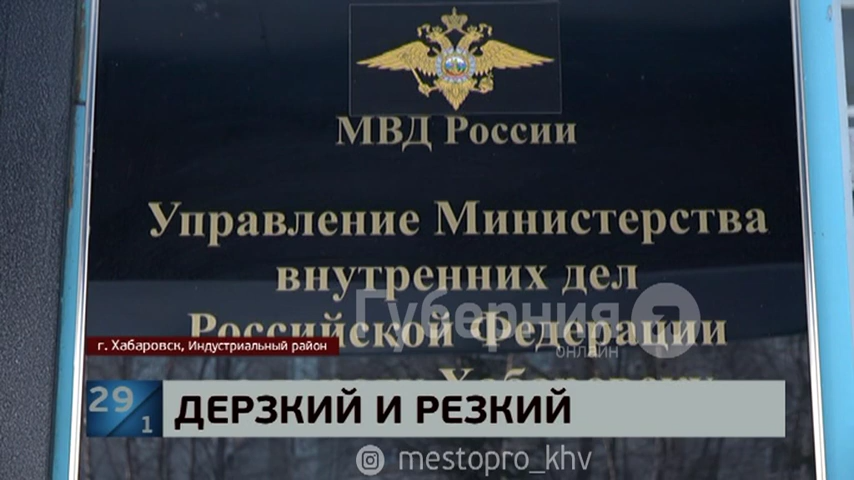 МВД России
Управление Министерства
внутренних дел
Российской Федерации
Губерния
онлайн
г. Хабаровск, Индустриальный район
29
1
ДЕРЗКИЙ И РЕЗКИЙ
mestopro_khv